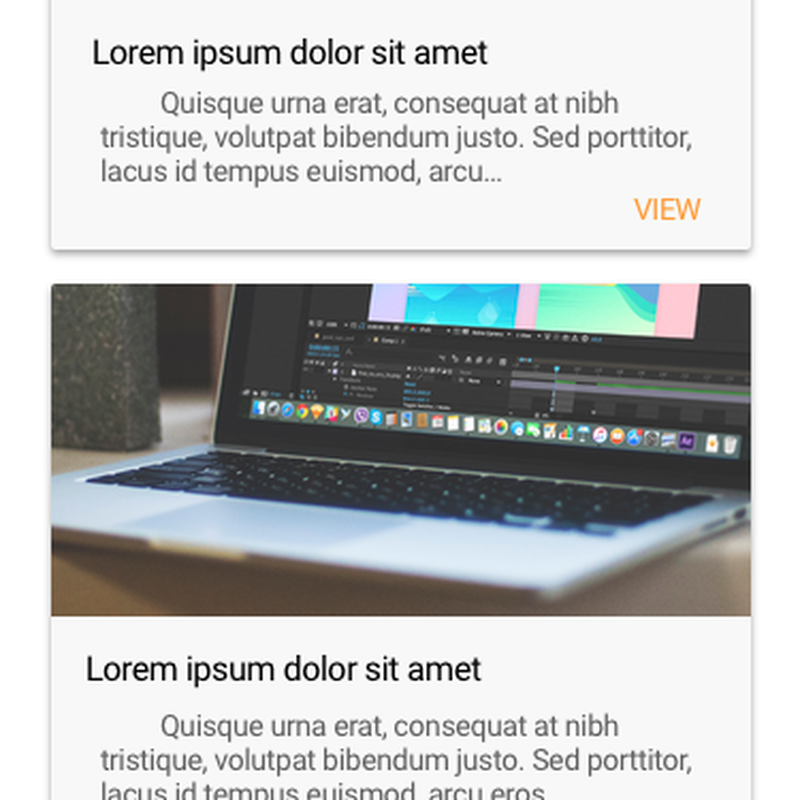 Lorem ipsum dolor sit amet
Quisque urna erat, consequat at nibh
tristique, volutpat bibendum justo. Sed porttitor,
lacus id tempus euismod, arcu...
VIEW
Lorem ipsum dolor sit amet
Quisque urna erat, consequat at nibh
tristique, volutpat bibendum justo. Sed porttitor,
lacus id tempus euismod, arcu eros